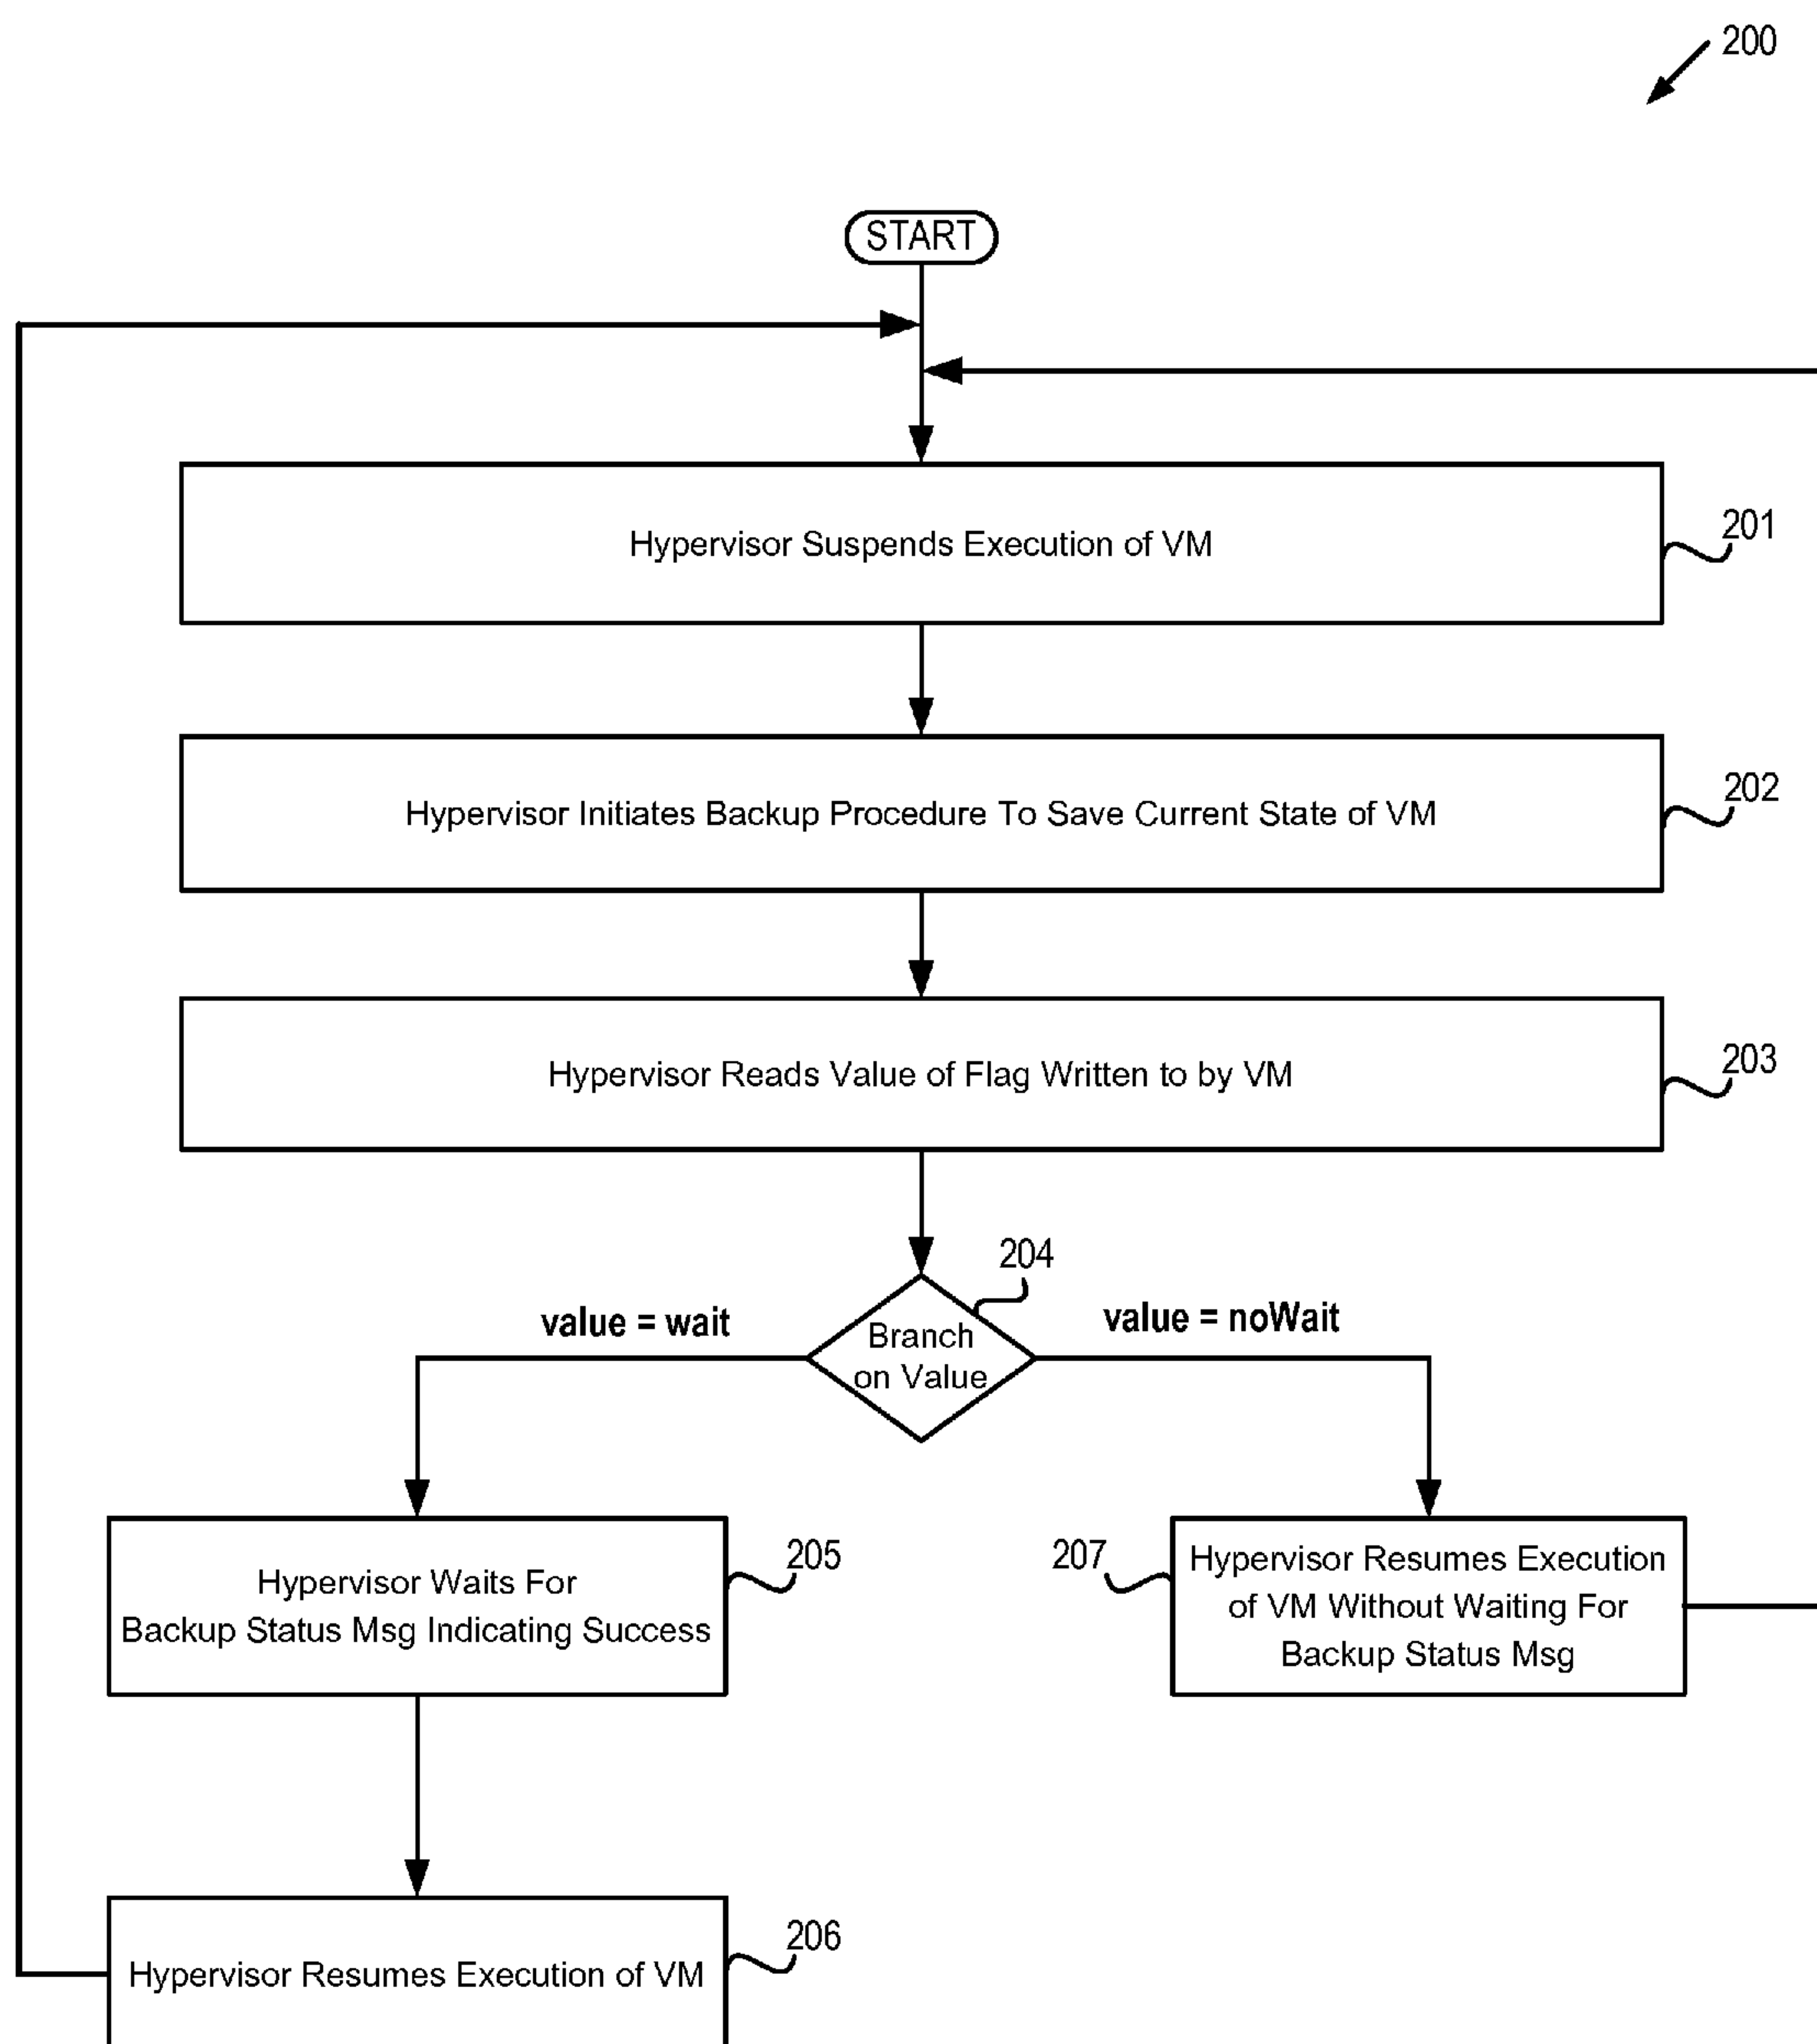 200
START
Hypervisor Suspends Execution of VM
201
Hypervisor Initiates Backup Procedure To Save Current State of VM
202
Hypervisor Reads Value of Flag Written to by VM
203
204
value = wait
Branch
on Value
value = noWait
Hypervisor Waits For
Backup Status Msg Indicating Success
205
207
Hypervisor Resumes Execution
of VM Without Waiting For
Backup Status Msg
Hypervisor Resumes Execution of VM
206